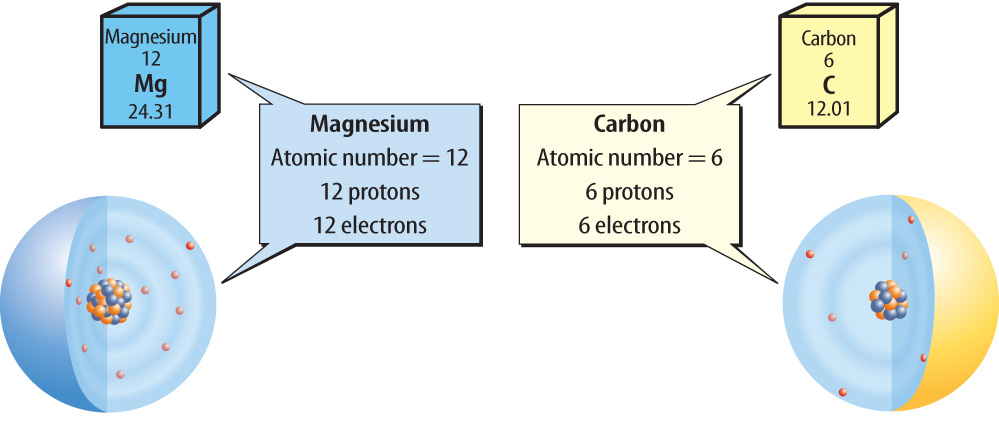 Magnesium
12
Mg
24.31
Magnesium
Atomic number = 12
12 protons
12 electrons
Carbon
Atomic number = 6
6 protons
6 electrons
Carbon
6
C
12.01